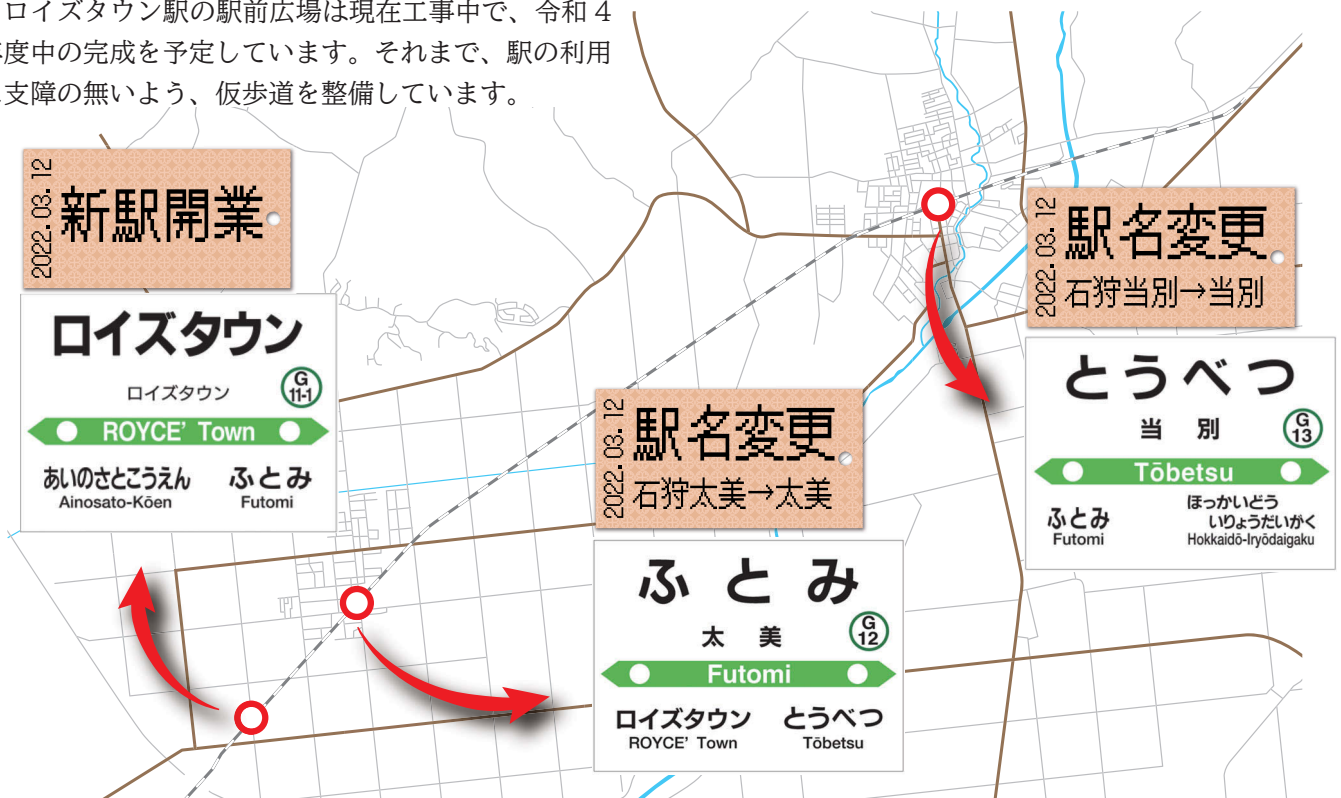 ロイズタウン駅の駅前広場は現在工事中で、令和４
年度中の完成を予定しています。それまで、駅の利用
支障の無いよう、仮歩道を整備しています。
2022. 03. 12
新駅開業
ロイズタウン
ロイズタウン
G
11-1
ROYCE' Town
あいのさとこうえん ふとみ
Ainosato-Kōen Futomi
2022. 03. 12
駅名変更
石狩太美→太美
ふとみ
太 美
G
12
Futomi
ロイズタウン とうべつ
ROYCE' Town Tōbetsu
2022. 03. 12
駅名変更
石狩当別→当別
とうべつ
当 別
G
13
Tōbetsu
ふとみ
Futomi
ほっかいどう
いりょうだいがく
Hokkaidō-Iryōdaigaku